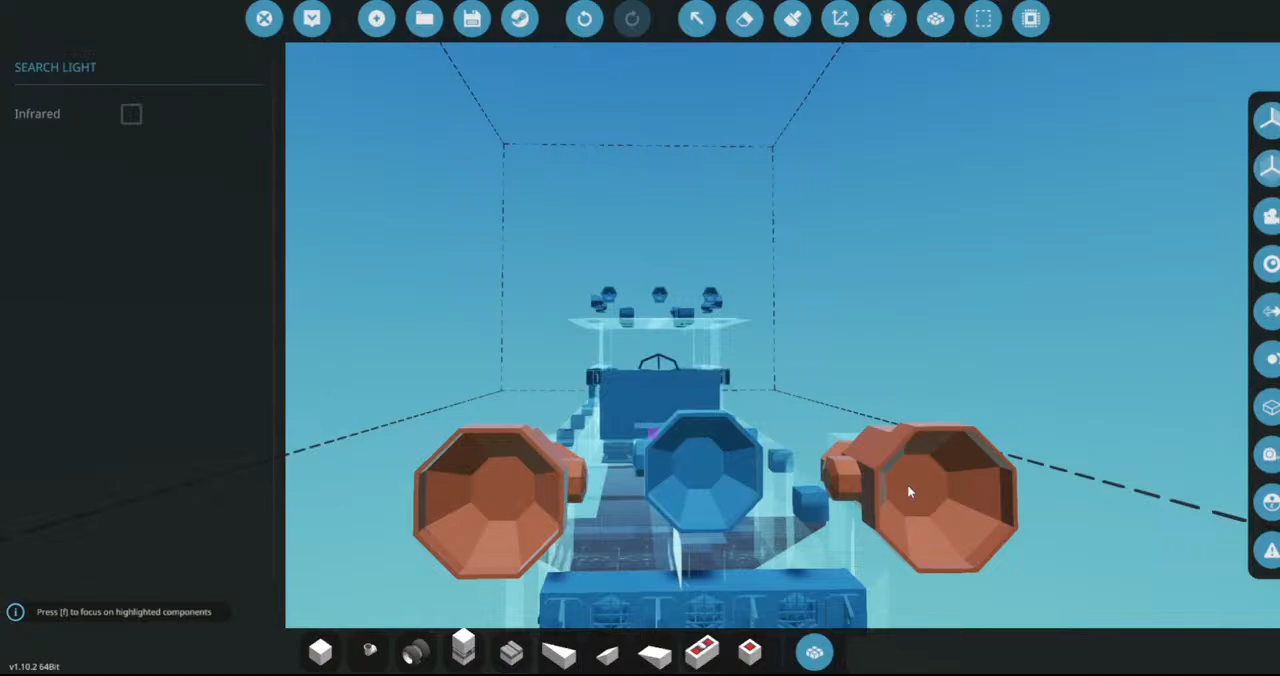 SEARCH LIGHT
Infrared
Press [f] to focus on highlighted components
v1.10.2 64Bit